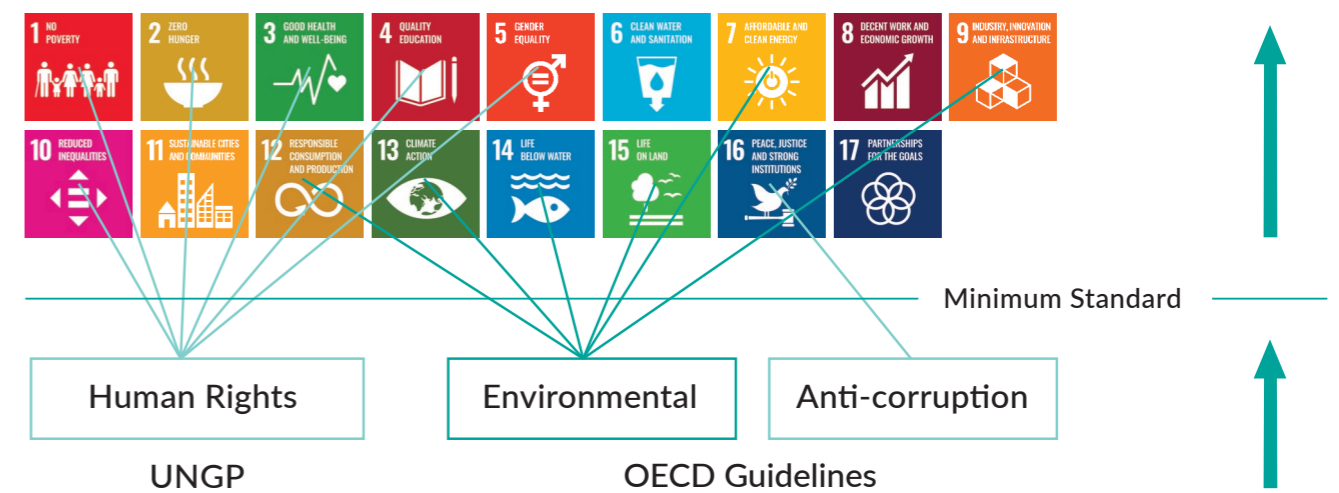 1 NO
POVERTY
2 ZERO
HUNGER
3 GOOD HEALTH
AND WELL-BEING
4 QUALITY
EDUCATION
5 GENDER
EQUALITY
6 CLEAN WATER
AND SANITATION
7 AFFORDABLE AND
CLEAN ENERGY
8 DECENT WORK AND
ECONOMIC GROWTH
9 INDUSTRY, INNOVATION
AND INFRASTRUCTURE
10 REDUCED
INEQUALITIES
11 SUSTAINABLE CITIES
AND COMMUNITIES
12 RESPONSIBLE
CONSUMPTION
AND PRODUCTION
13 CLIMATE
ACTION
14 LIFE
BELOW WATER
15 LIFE
ON LAND
16 PEACE, JUSTICE
AND STRONG
INSTITUTIONS
17 PARTNERSHIPS
FOR THE GOALS
Minimum Standard
Human Rights
Environmental
Anti-corruption
UNGP
OECD Guidelines